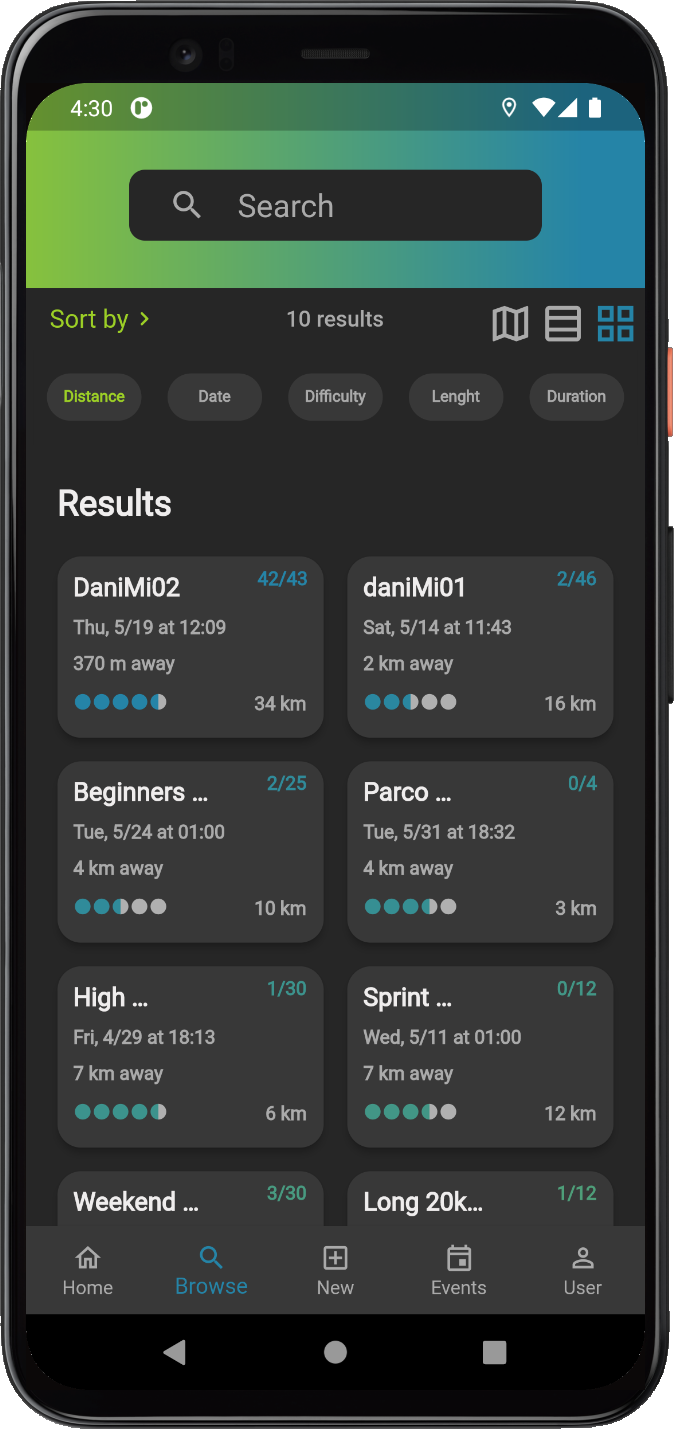 4:30
Search
Sort by
10 results
Distance Date Difficulty Lenght Duration
Results
DaniMi02 42/43
Thu, 5/19 at 12:09
370 m away
34 km
daniMi01 2/46
Sat, 5/14 at 11:43
2 km away
16 km
Beginners ... 2/25
Tue, 5/24 at 01:00
4 km away
10 km
Parco ... 0/4
Tue, 5/31 at 18:32
4 km away
3 km
High ... 1/30
Fri, 4/29 at 18:13
7 km away
6 km
Sprint ... 0/12
Wed, 5/11 at 01:00
7 km away
12 km
Weekend ... 3/30
Long 20k... 1/12
Home Browse New Events User